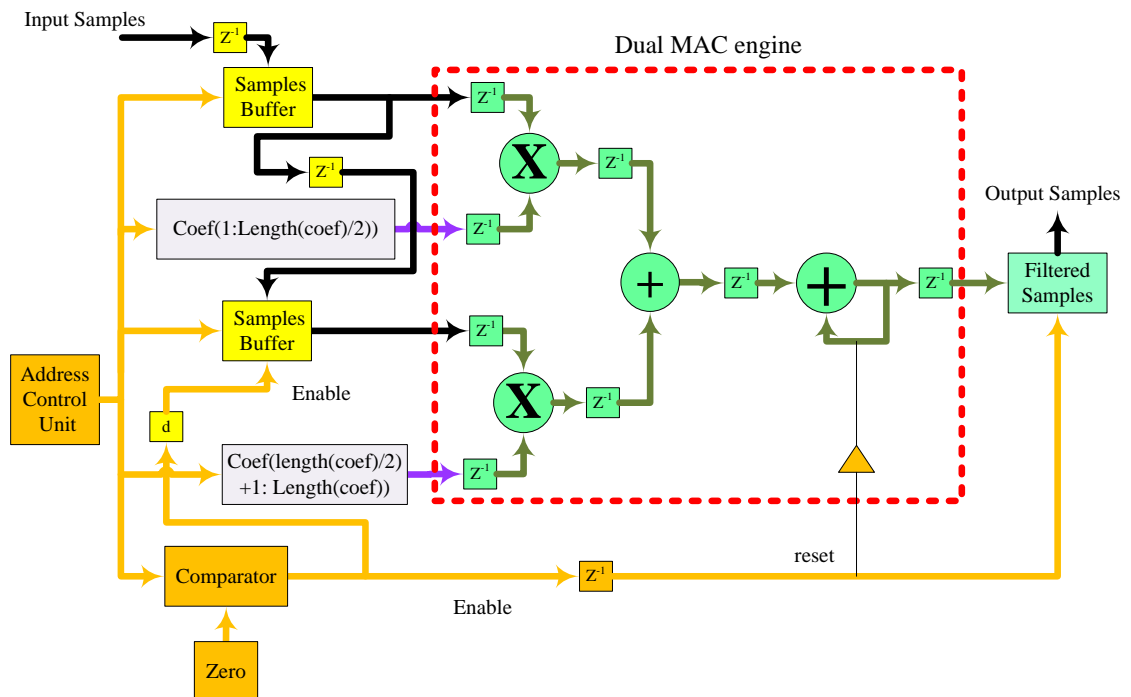 Input Samples
Z-1
Dual MAC engine
Samples
Buffer
Z-1
X
Z-1
Z-1
Coef(1:Length(coef)/2))
Z-1
Output Samples
+
Z-1
+
Z-1
Filtered
Samples
Samples
Buffer
Z-1
Address
Control
Unit
Enable
d
X
Z-1
Coef(length(coef)/2)
+1: Length(coef))
Z-1
Comparator
Enable
Z-1
reset
Zero